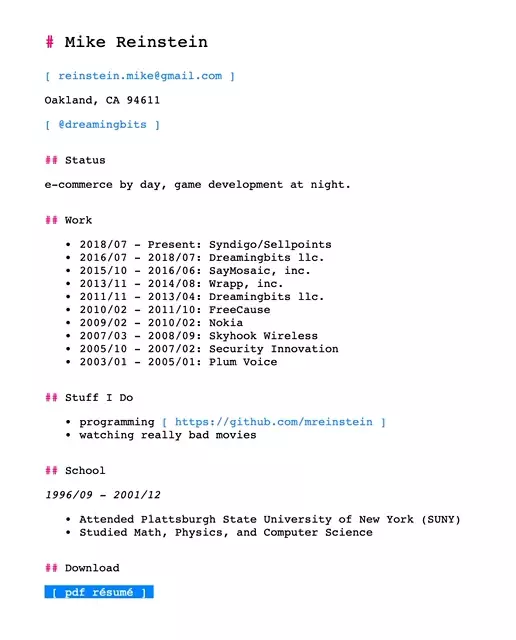 # Mike Reinstein
[ reinstein.mike@gmail.com ]
Oakland, CA 94611
[ @dreamingbits ]
## Status
e-commerce by day, game development at night.
## Work
• 2018/07 - Present: Syndigo/Sellpoints
• 2016/07 - 2018/07: Dreamingbits llc.
• 2015/10 - 2016/06: SayMosaic, inc.
• 2013/11 - 2014/08: Wrapp, inc.
• 2011/11 - 2013/04: Dreamingbits llc.
• 2010/02 - 2011/10: FreeCause
• 2009/02 - 2010/02: Nokia
• 2007/03 - 2008/09: Skyhook Wireless
• 2005/10 - 2007/02: Security Innovation
• 2003/01 - 2005/01: Plum Voice
## Stuff I Do
• programming [ https://github.com/mreinstein ]
• watching really bad movies
## School
1996/09 - 2001/12
• Attended Plattsburgh State University of New York (SUNY)
• Studied Math, Physics, and Computer Science
## Download
[ pdf résumé ]